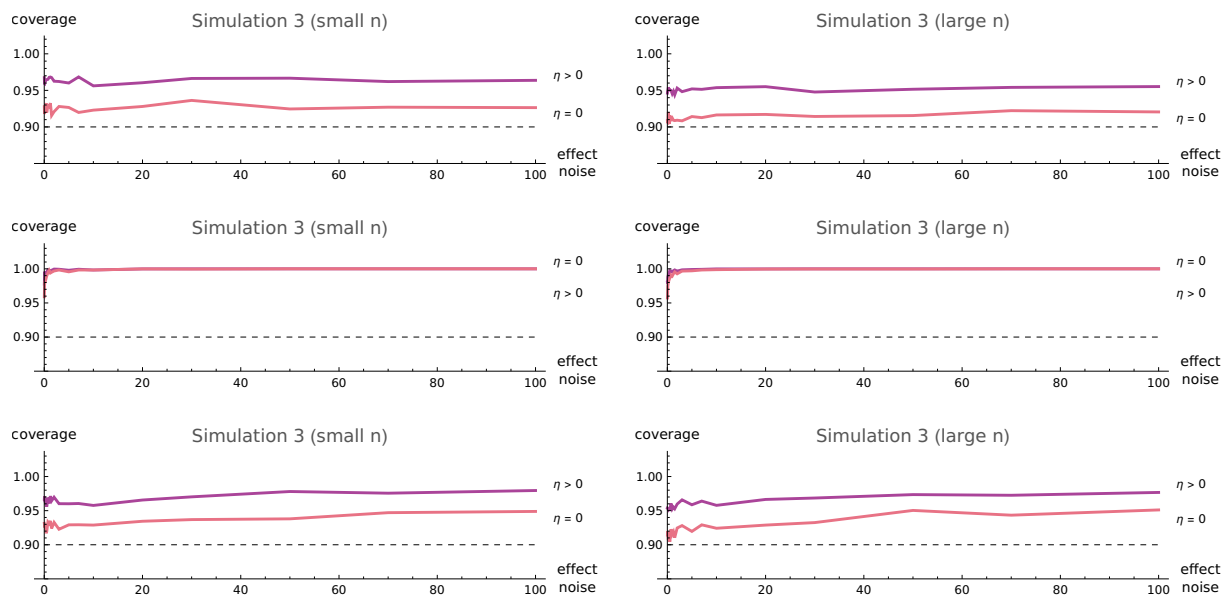 coverage
Simulation 3 (small n)
1.00
0.95
0.90
η > 0
η = 0
effect
noise
0 20 40 60 80 100
coverage
Simulation 3 (large n)
1.00
0.95
0.90
η > 0
η = 0
effect
noise
0 20 40 60 80 100
coverage
Simulation 3 (small n)
1.00
0.95
0.90
η = 0
η > 0
effect
noise
0 20 40 60 80 100
coverage
Simulation 3 (large n)
1.00
0.95
0.90
η = 0
η > 0
effect
noise
0 20 40 60 80 100
coverage
Simulation 3 (small n)
1.00
0.95
0.90
η > 0
η = 0
effect
noise
0 20 40 60 80 100
coverage
Simulation 3 (large n)
1.00
0.95
0.90
η > 0
η = 0
effect
noise
0 20 40 60 80 100